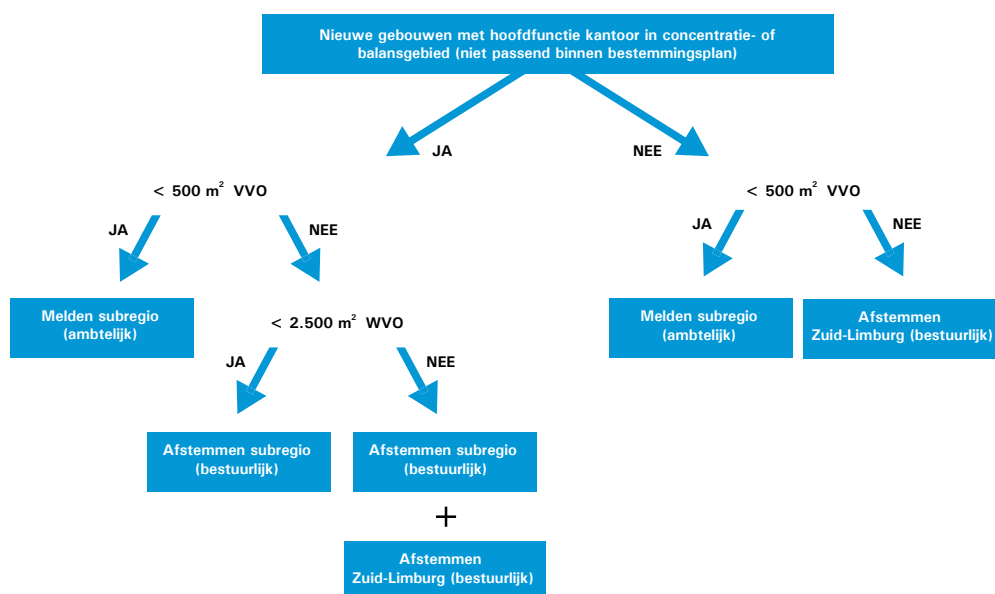 Nieuwe gebouwen met hoofdfunctie kantoor in concentratie- of
balansgebied (niet passend binnen bestemmingsplan)
JA
NEE
< 500 m² VVO
< 500 m² VVO
JA
NEE
JA
NEE
Melden subregio
(ambtelijk)
< 2.500 m² WVO
Melden subregio
(ambtelijk)
Afstemmen
Zuid-Limburg (bestuurlijk)
JA
NEE
Afstemmen subregio
(bestuurlijk)
Afstemmen subregio
(bestuurlijk)
+
Afstemmen
Zuid-Limburg (bestuurlijk)